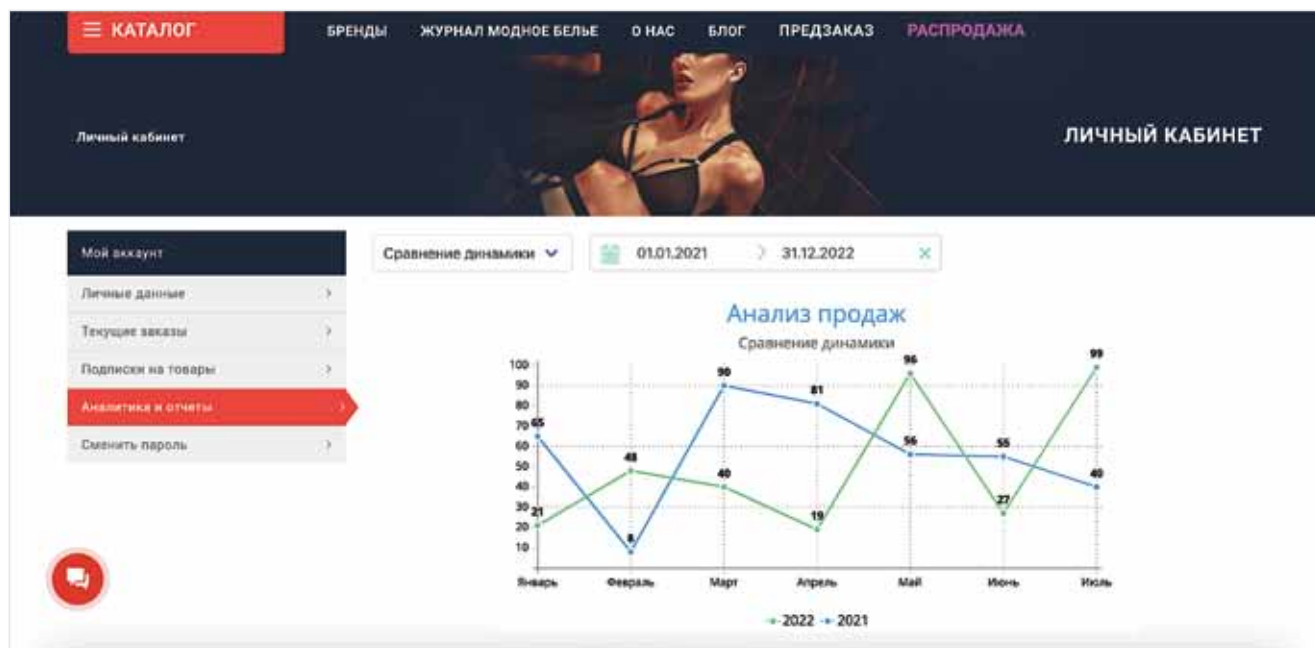 КАТАЛОГ БРЕНДЫ ЖУРНАЛ МОДНОЕ БЕЛЬЕ О НАС БЛОГ ПРЕДЗАКАЗ РАСПРОДАЖА
Личный кабинет
ЛИЧНЫЙ КАБИНЕТ
Мой аккаунт
Личные данные
Текущие заказы
Подписки на товары
Аналитика и отчеты
Сменить пароль
Сравнение динамики 01.01.2021 31.12.2022
Анализ продаж
Сравнение динамики
100
90
80
70
60
50
40
30
20
10
65 8 90 81 56 55 40
21 48 40 19 96 27 99
Январь Февраль Март Апрель Май Июнь Июль
2022 2021